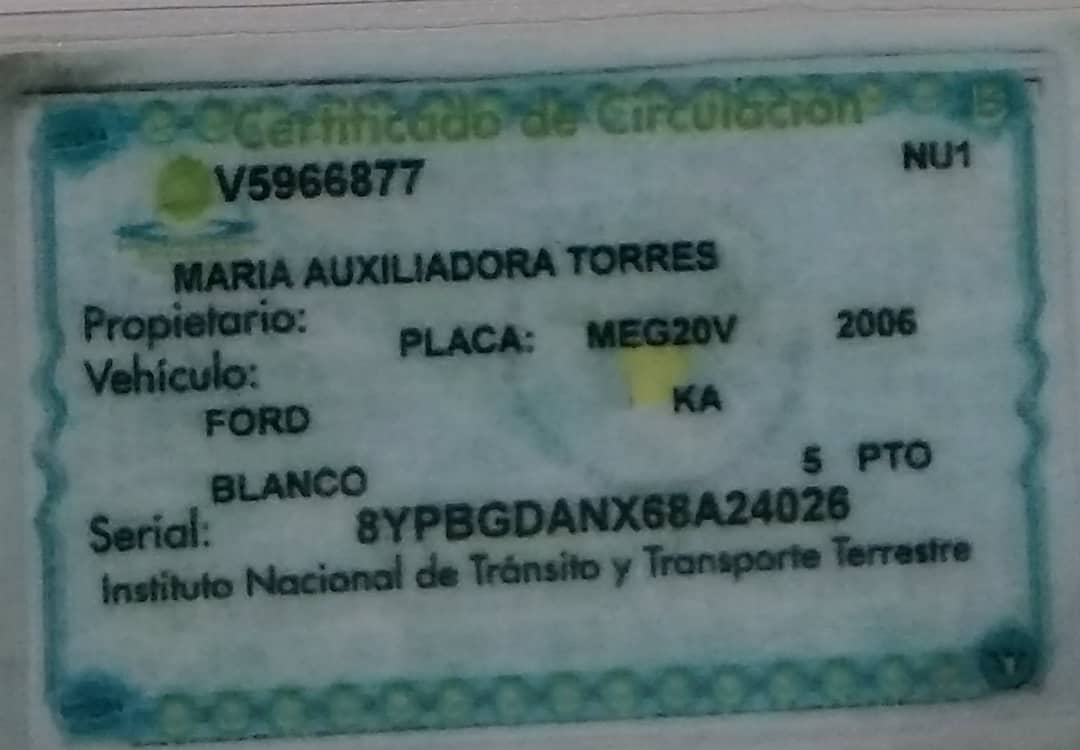 Certificado de Circulación B
V5966877 NU1
MARIA AUXILIADORA TORRES
Propietario:
PLACA: MEG20V 2006
Vehículo:
FORD KA
BLANCO 5 PTO
Serial: 8YPBGDANX68A24026
Instituto Nacional de Tránsito y Transporte Terrestre